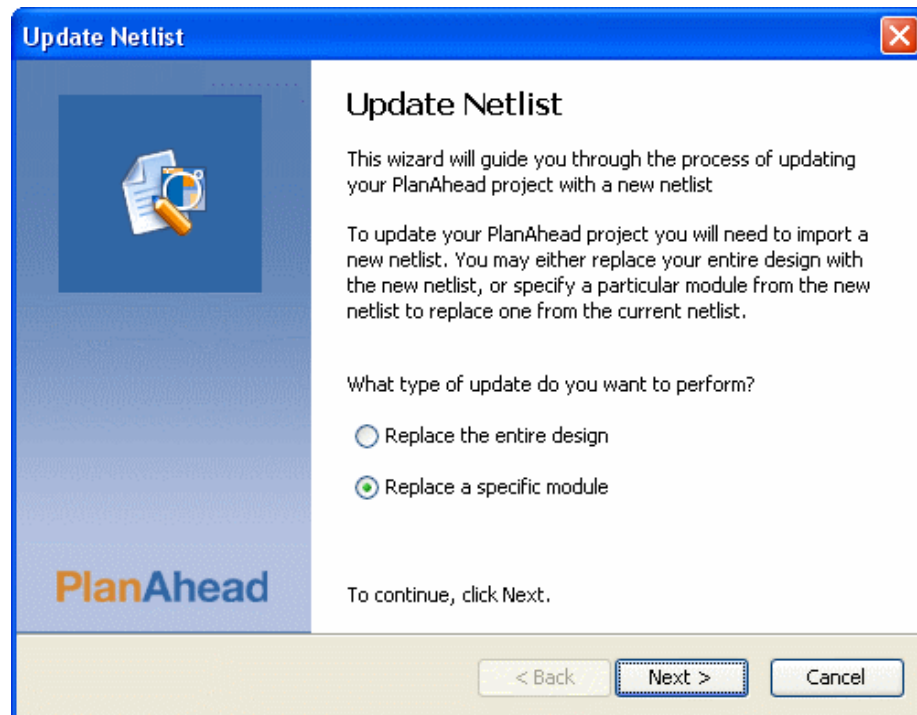 Update Netlist
Update Netlist
This wizard will guide you through the process of updating
your PlanAhead project with a new netlist
To update your PlanAhead project you will need to import a
new netlist. You may either replace your entire design with
the new netlist, or specify a particular module from the new
netlist to replace one from the current netlist.
What type of update do you want to perform?
Replace the entire design
Replace a specific module
PlanAhead
To continue, click Next.
< Back
Next >
Cancel